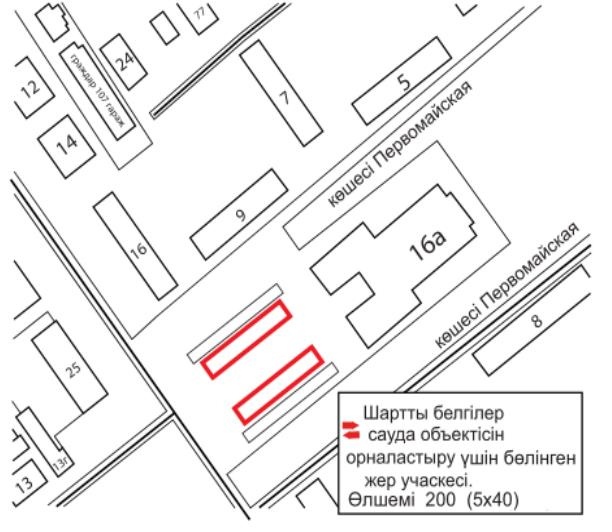 77
24
граждар 107 гараж
12
14
7
5
көшесі Первомайская
9
16
16а
көшесі Первомайская
8
25
13г
13
Шартты белгілер
сауда объектісін
орналастыру үшін бөлінген
жер учаскесі.
Өлшемі 200 (5х40)